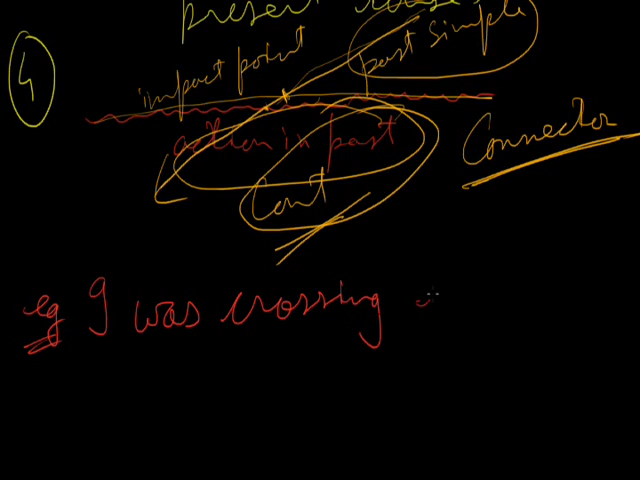 present
4
impact point past simple
action in past
Connector
Cont
eg I was crossing